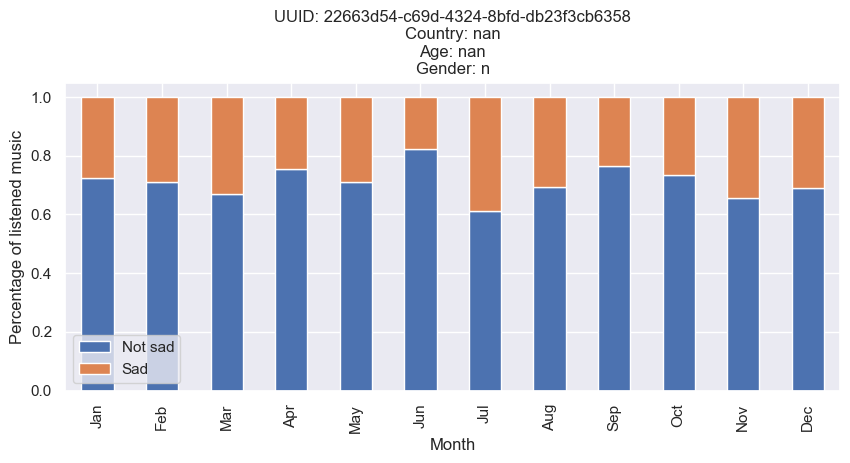 UUID: 22663d54-c69d-4324-8bfd-db23f3cb6358
Country: nan
Age: nan
Gender: n
Percentage of listened music
1.0
0.8
0.6
0.4
0.2
0.0
Not sad
Sad
Jan
Feb
Mar
Apr
May
Jun
Jul
Aug
Sep
Oct
Nov
Dec
Month